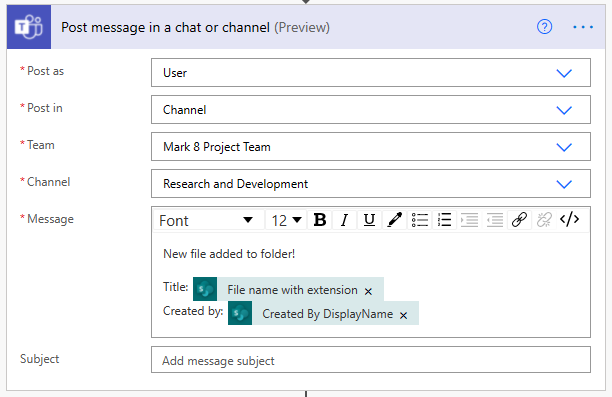 Post message in a chat or channel (Preview)
* Post as User
* Post in Channel
* Team Mark 8 Project Team
* Channel Research and Development
* Message Font 12 B I U </>
New file added to folder!
Title: File name with extension ×
Created by: Created By DisplayName ×
Subject Add message subject